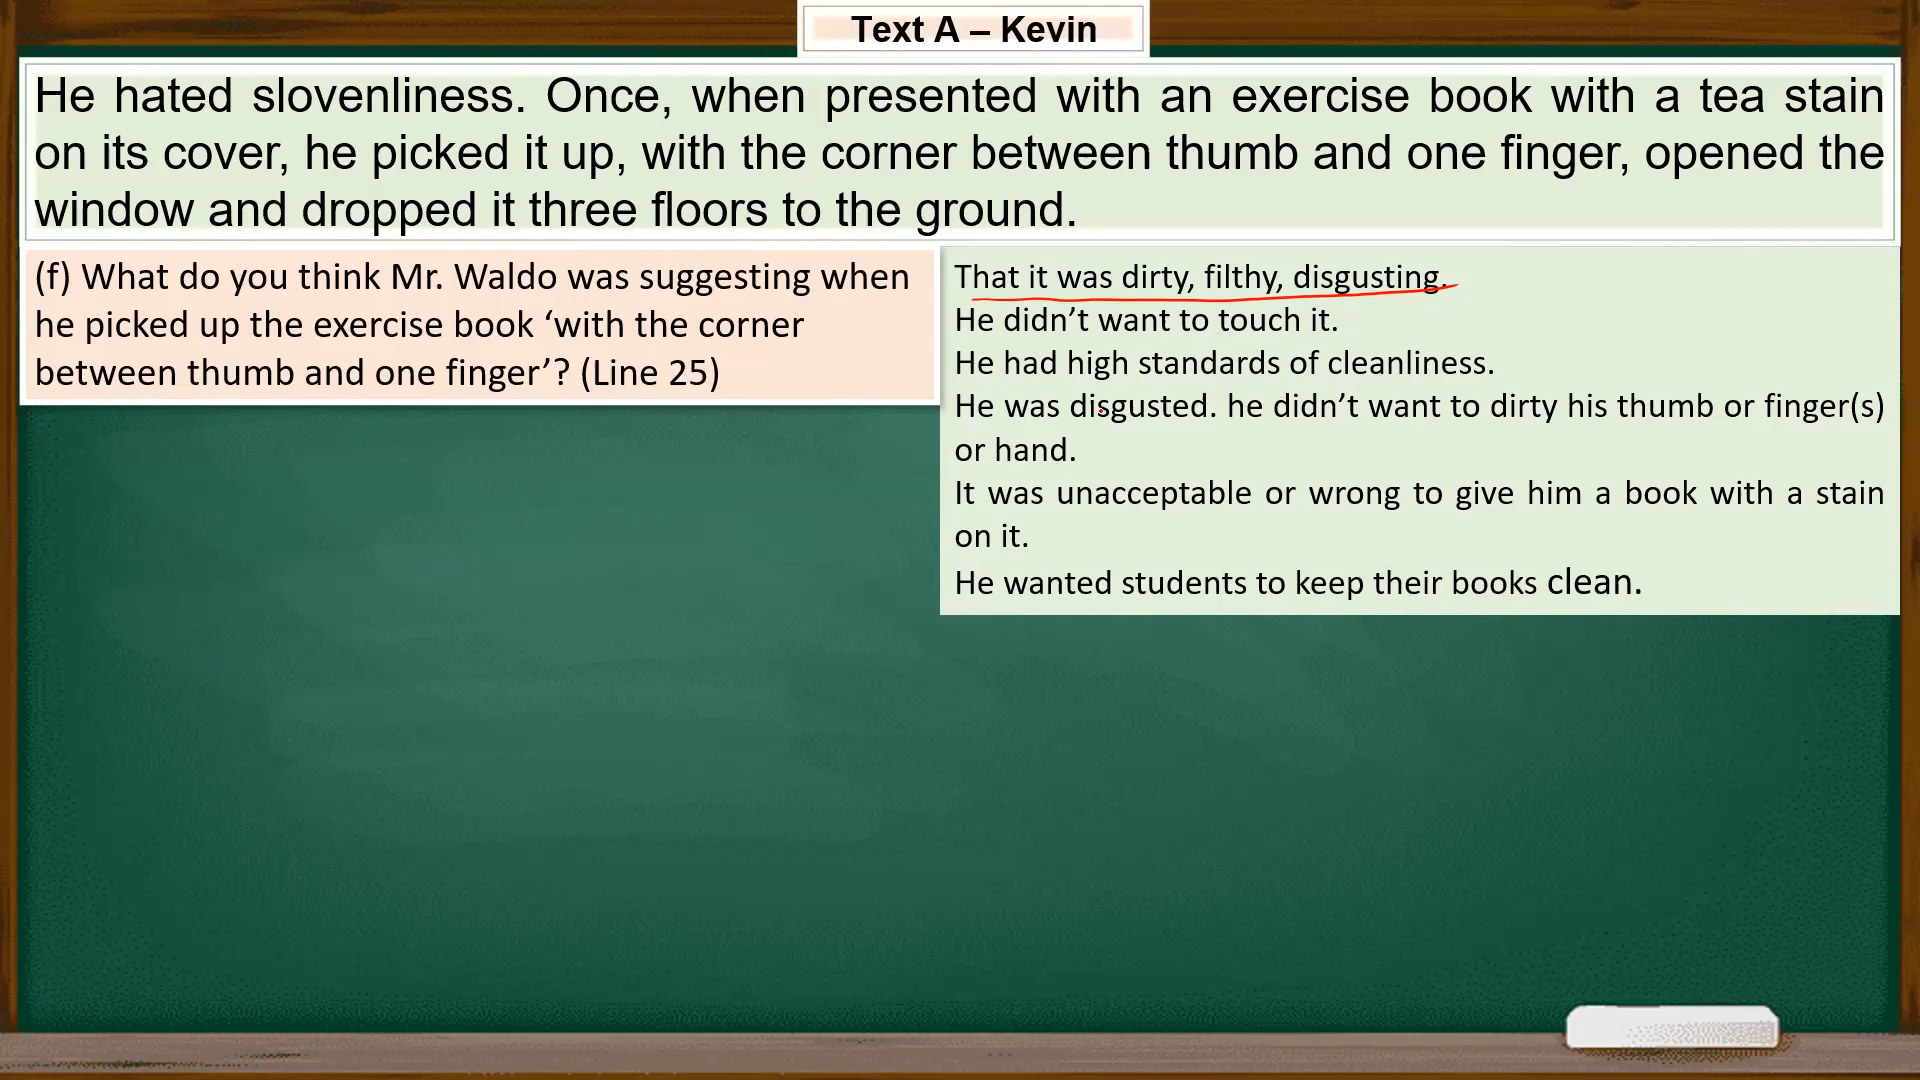 Text A – Kevin
He hated slovenliness. Once, when presented with an exercise book with a tea stain
on its cover, he picked it up, with the corner between thumb and one finger, opened the
window and dropped it three floors to the ground.
(f) What do you think Mr. Waldo was suggesting when
he picked up the exercise book ‘with the corner
between thumb and one finger’? (Line 25)
That it was dirty, filthy, disgusting.
He didn’t want to touch it.
He had high standards of cleanliness.
He was disgusted. he didn’t want to dirty his thumb or finger(s)
or hand.
It was unacceptable or wrong to give him a book with a stain
on it.
He wanted students to keep their books clean.